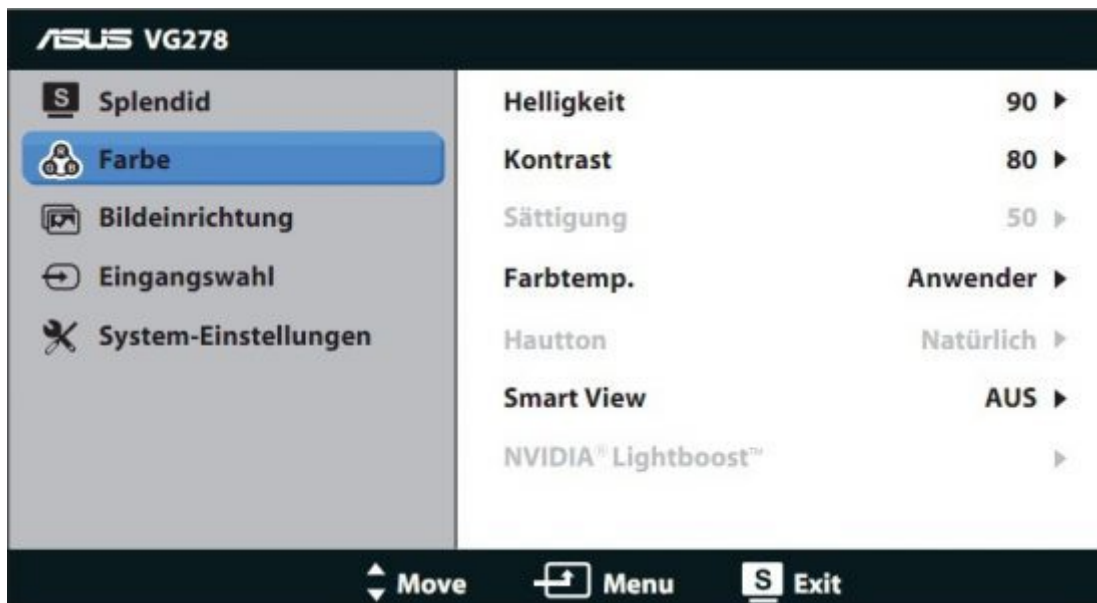 ASUS VG278
S Splendid
Farbe
Bildeinrichtung
Eingangswahl
System-Einstellungen
Helligkeit 90
Kontrast 80
Sättigung 50
Farbtemp. Anwender
Hautton Natürlich
Smart View AUS
NVIDIA® Lightboost™
Move Menu S Exit